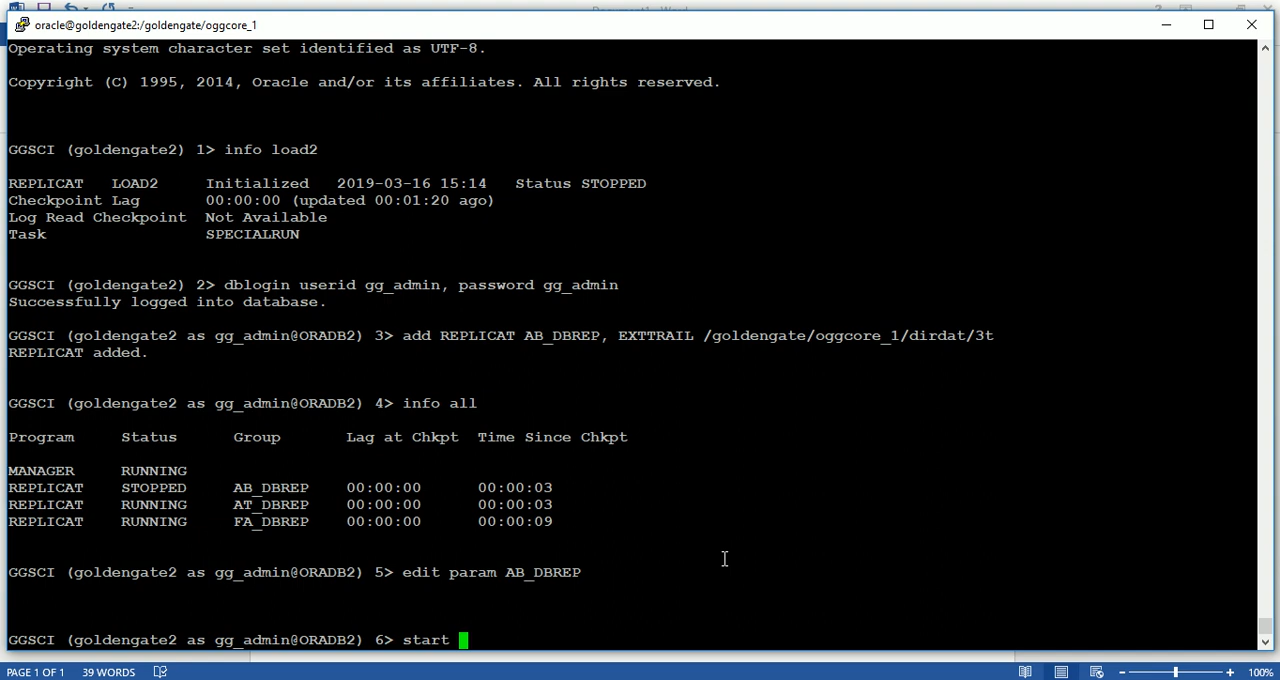 oracle@goldengate2:/goldengate/oggcore_1
Operating system character set identified as UTF-8.
Copyright (C) 1995, 2014, Oracle and/or its affiliates. All rights reserved.
GGSCI (goldengate2) 1> info load2
REPLICAT   LOAD2     Initialized   2019-03-16 15:14   Status STOPPED
Checkpoint Lag       00:00:00 (updated 00:01:20 ago)
Log Read Checkpoint  Not Available
Task                 SPECIALRUN
GGSCI (goldengate2) 2> dblogin userid gg_admin, password gg_admin
Successfully logged into database.
GGSCI (goldengate2 as gg_admin@ORADB2) 3> add REPLICAT AB_DBREP, EXTTRAIL /goldengate/oggcore_1/dirdat/3t
REPLICAT added.
GGSCI (goldengate2 as gg_admin@ORADB2) 4> info all
Program     Status      Group       Lag at Chkpt  Time Since Chkpt
MANAGER     RUNNING
REPLICAT    STOPPED     AB_DBREP    00:00:00      00:00:03
REPLICAT    RUNNING     AT_DBREP    00:00:00      00:00:03
REPLICAT    RUNNING     FA_DBREP    00:00:00      00:00:09
GGSCI (goldengate2 as gg_admin@ORADB2) 5> edit param AB_DBREP
GGSCI (goldengate2 as gg_admin@ORADB2) 6> start
PAGE 1 OF 1   39 WORDS   100%